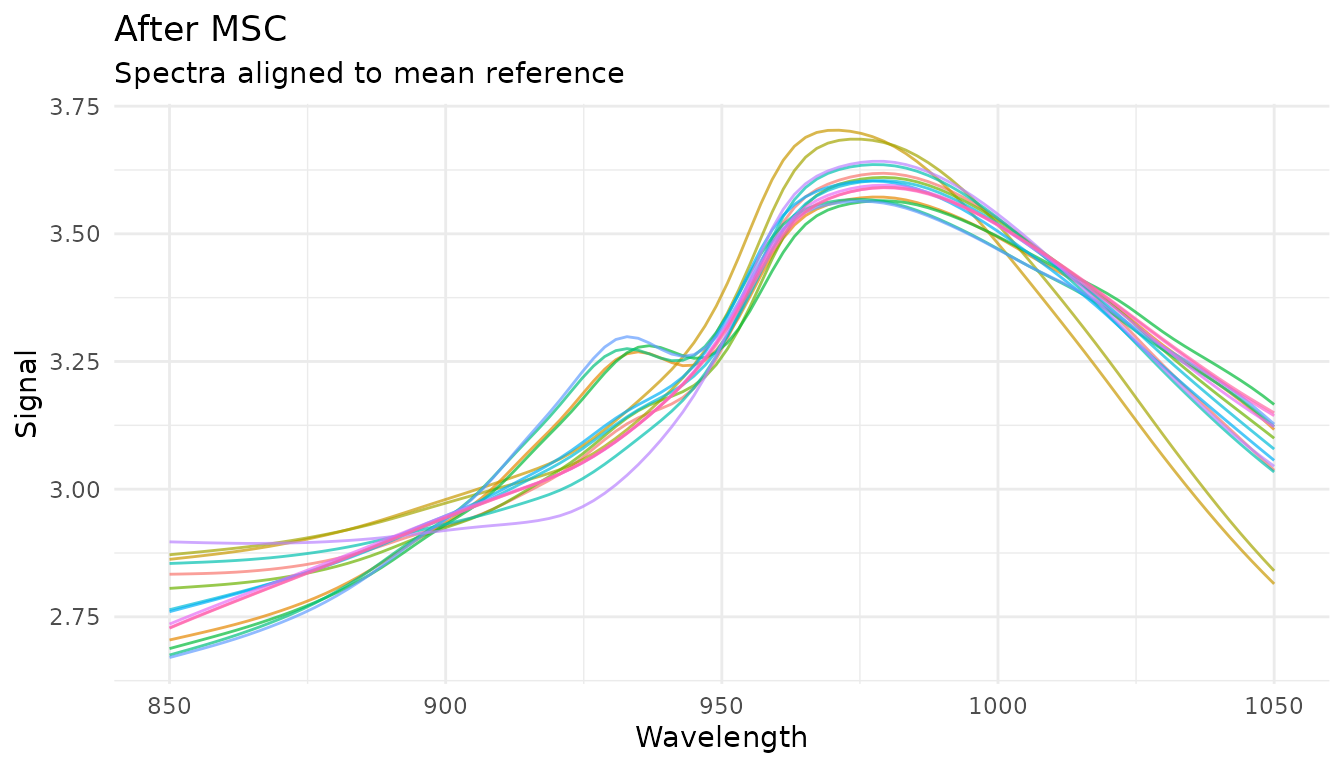 After MSC
Spectra aligned to mean reference
3.75
3.50
3.25
3.00
2.75
Signal
850 900 950 1000 1050
Wavelength